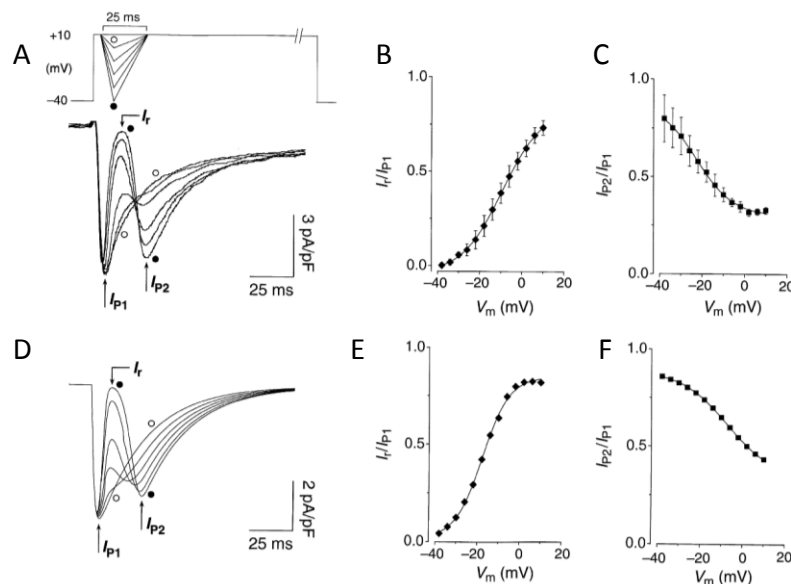 A
25 ms
+10
(mV)
−40
I_r
I_P1
I_P2
3 pA/pF
25 ms
B
I_r/I_P1
1.0
0.5
0.0
−40 −20 0 20
V_m (mV)
C
I_P2/I_P1
1.0
0.5
0.0
−40 −20 0 20
V_m (mV)
D
I_r
I_P1
I_P2
2 pA/pF
25 ms
E
I_r/I_P1
1.0
0.5
0.0
−40 −20 0 20
V_m (mV)
F
I_P2/I_P1
1.0
0.5
0.0
−40 −20 0 20
V_m (mV)